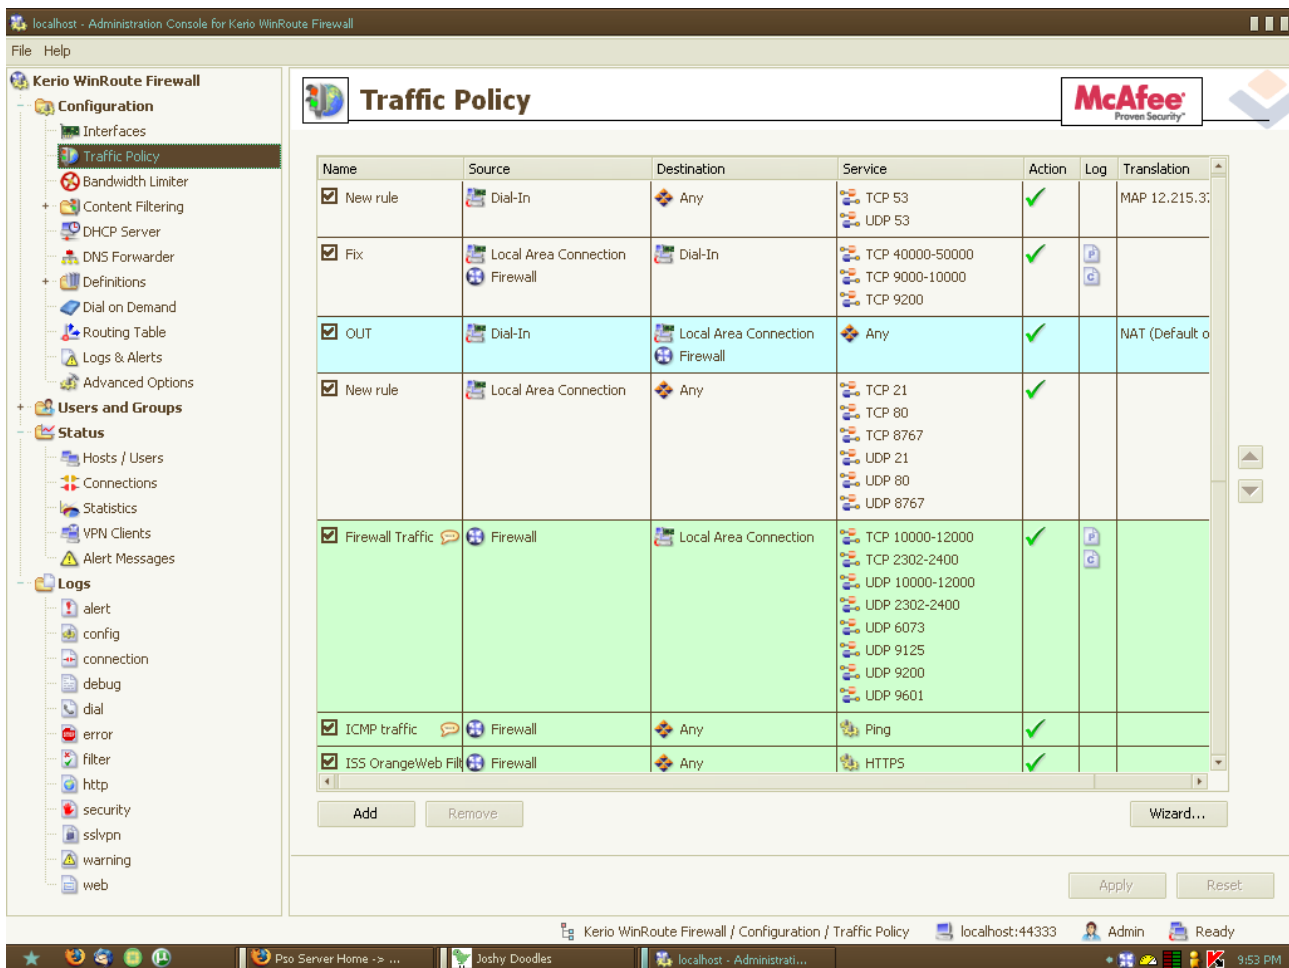 localhost - Administration Console for Kerio WinRoute Firewall
File Help
Kerio WinRoute Firewall
Configuration
Interfaces
Traffic Policy
Bandwidth Limiter
Content Filtering
DHCP Server
DNS Forwarder
Definitions
Dial on Demand
Routing Table
Logs & Alerts
Advanced Options
Users and Groups
Status
Hosts / Users
Connections
Statistics
VPN Clients
Alert Messages
Logs
alert
config
connection
debug
dial
error
filter
http
security
sslvpn
warning
web
Traffic Policy
McAfee
Proven Security™
Name Source Destination Service Action Log Translation
New rule Dial-In Any TCP 53 MAP 12.215.37
UDP 53
Fix Local Area Connection Dial-In TCP 40000-50000
Firewall TCP 9000-10000
TCP 9200
OUT Dial-In Local Area Connection Any NAT (Default o
Firewall
New rule Local Area Connection Any TCP 21
TCP 80
TCP 8767
UDP 21
UDP 80
UDP 8767
Firewall Traffic Firewall Local Area Connection TCP 10000-12000
TCP 2302-2400
UDP 10000-12000
UDP 2302-2400
UDP 6073
UDP 9125
UDP 9200
UDP 9601
ICMP traffic Firewall Any Ping
ISS OrangeWeb Filt Firewall Any HTTPS
Add Remove Wizard...
Apply Reset
Kerio WinRoute Firewall / Configuration / Traffic Policy localhost:44333 Admin Ready
Pso Server Home -> ... Joshy Doodles localhost - Administrati... 9:53 PM